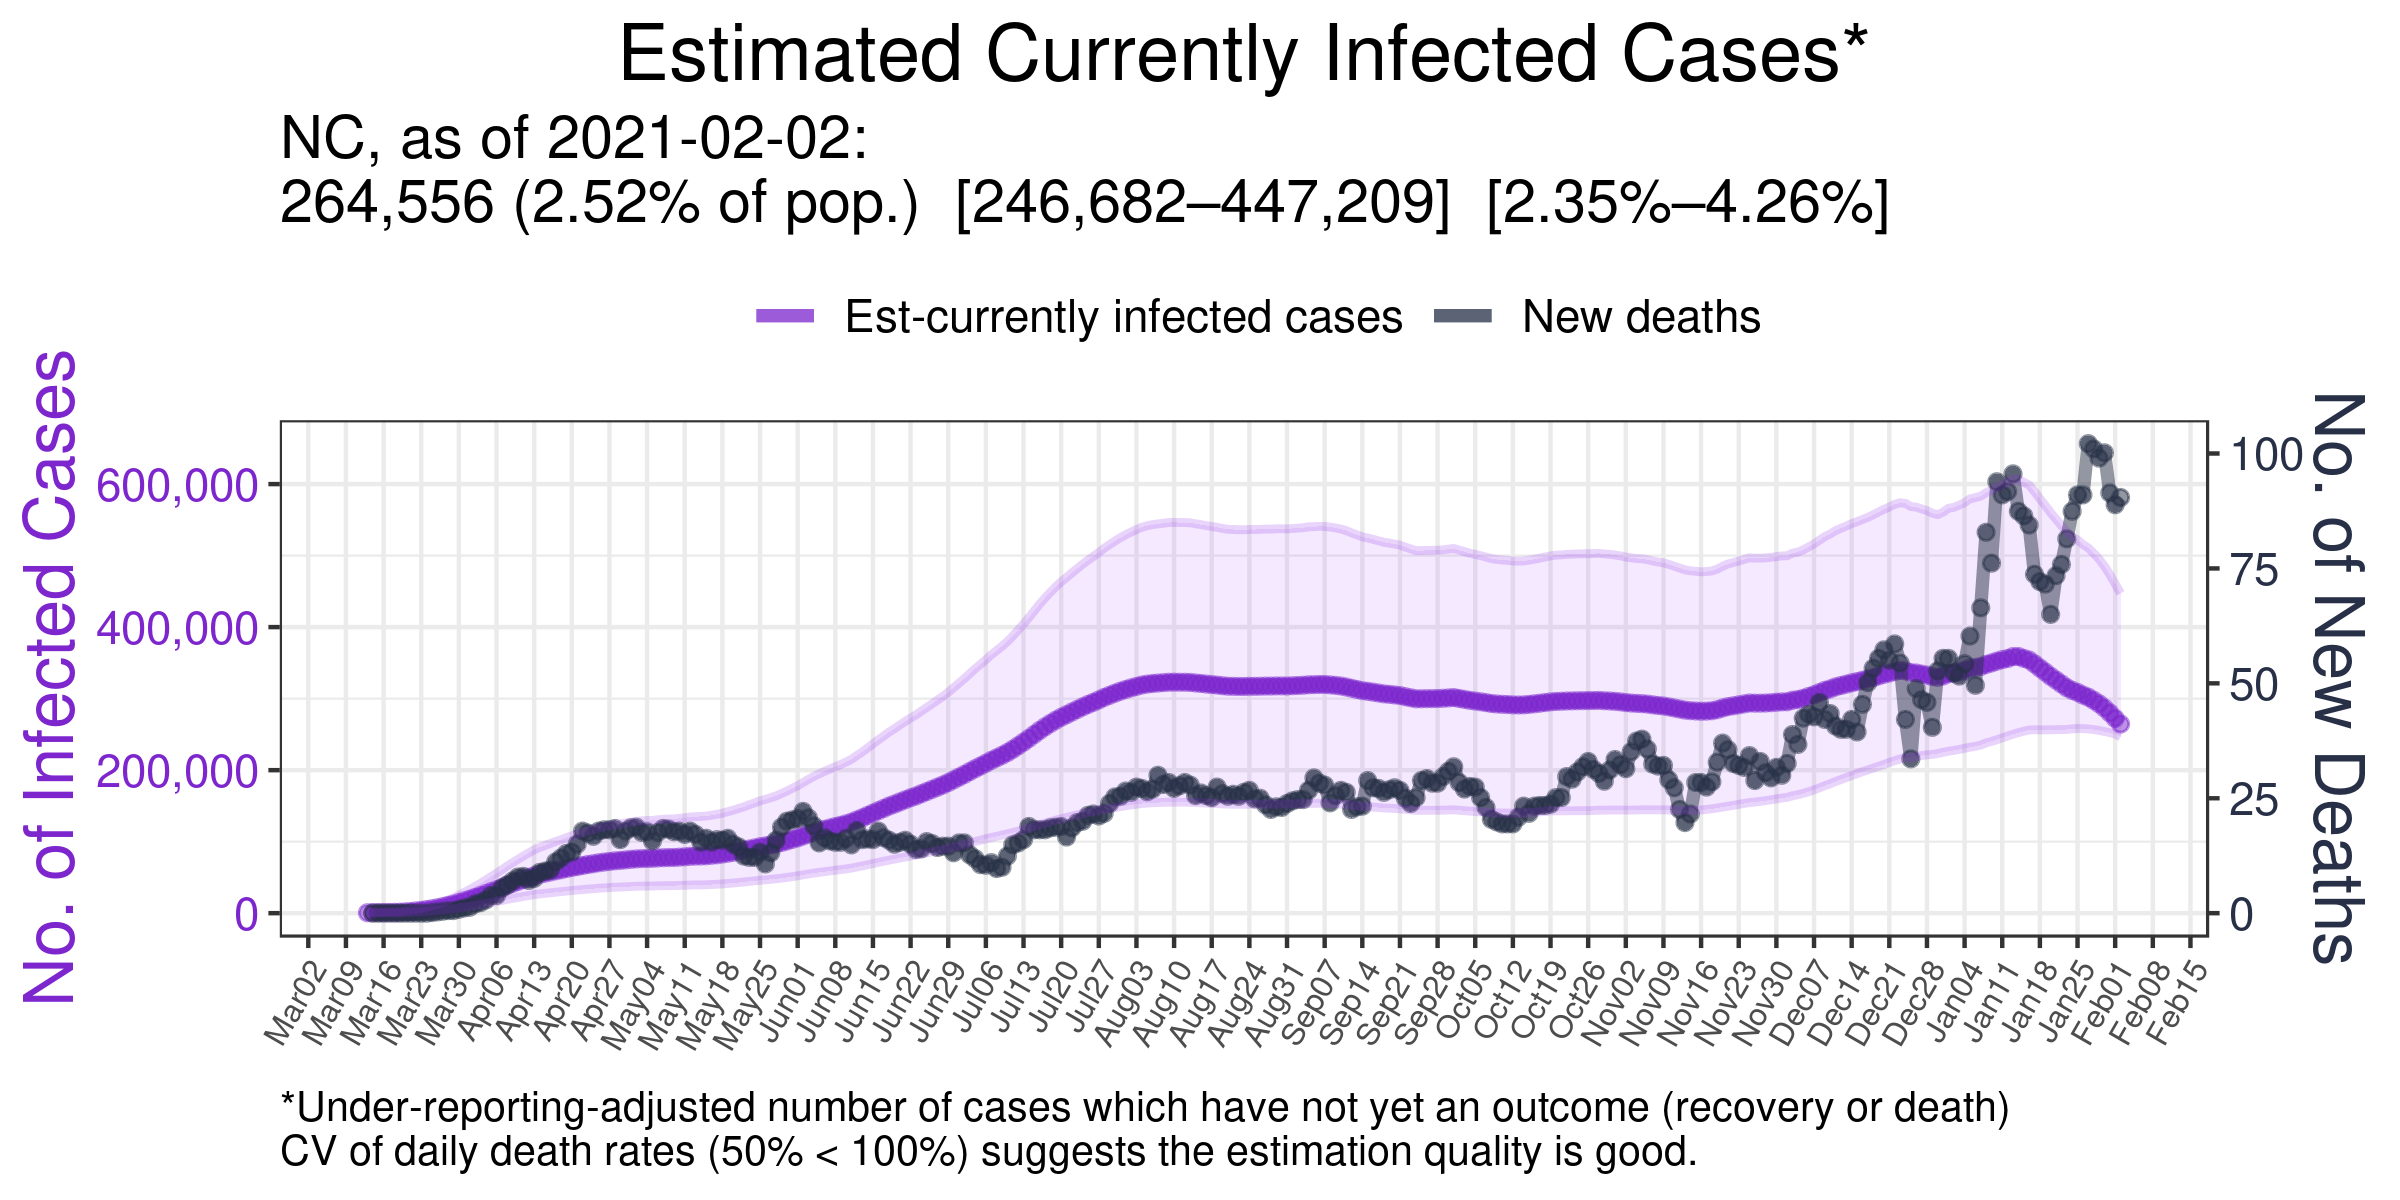 Estimated Currently Infected Cases*
NC, as of 2021-02-02:
264,556 (2.52% of pop.) [246,682–447,209] [2.35%–4.26%]
Est-currently infected cases New deaths
No. of Infected Cases
600,000
400,000
200,000
0
100
75
50
25
0
No. of New Deaths
Mar02 Mar09 Mar16 Mar23 Mar30 Apr06 Apr13 Apr20 Apr27 May04 May11 May18 May25 Jun01 Jun08 Jun15 Jun22 Jun29 Jul06 Jul13 Jul20 Jul27 Aug03 Aug10 Aug17 Aug24 Aug31 Sep07 Sep14 Sep21 Sep28 Oct05 Oct12 Oct19 Oct26 Nov02 Nov09 Nov16 Nov23 Nov30 Dec07 Dec14 Dec21 Dec28 Jan04 Jan11 Jan18 Jan25 Feb01 Feb08 Feb15
*Under-reporting-adjusted number of cases which have not yet an outcome (recovery or death)
CV of daily death rates (50% < 100%) suggests the estimation quality is good.